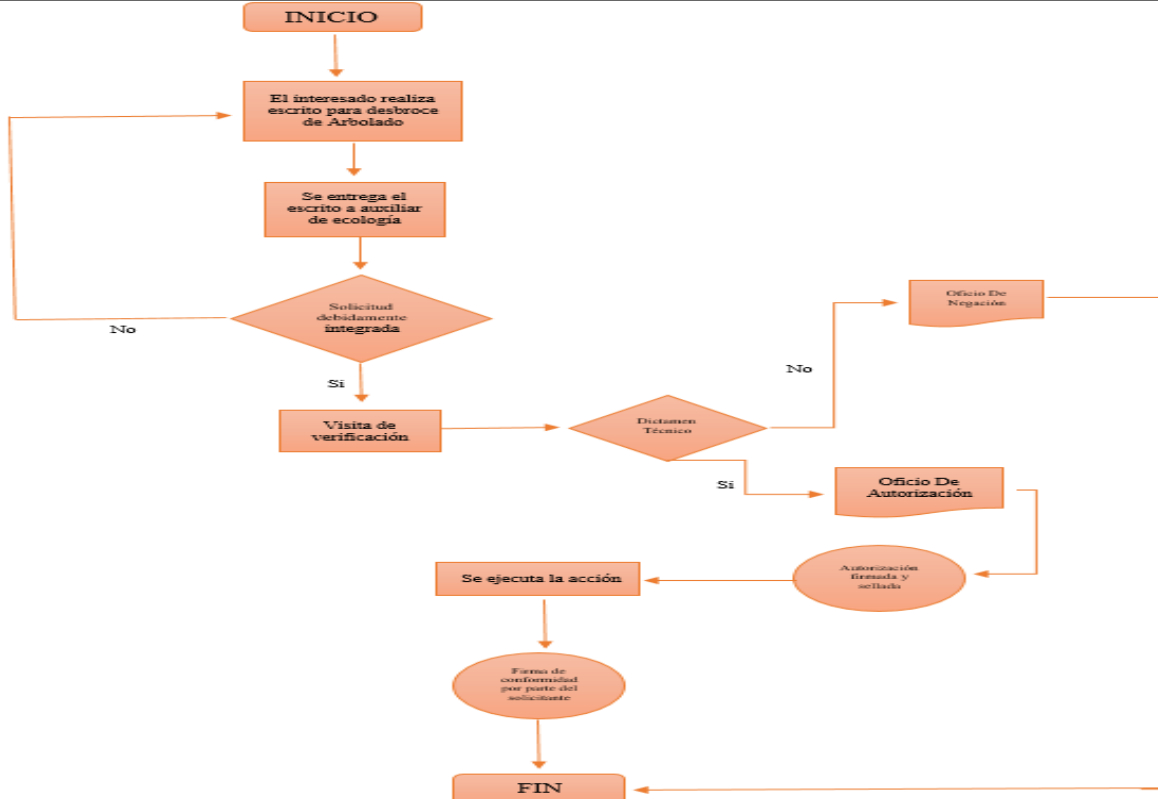 INICIO
El interesado realiza
escrito para desbroce
de Arbolado
Se entrega el
escrito a auxiliar
de ecología
Solicitud
debidamente
integrada
No
Si
Visita de
verificación
Dictamen
Técnico
No
Oficio De
Negación
Si
Oficio De
Autorización
Autorización
firmada y
sellada
Se ejecuta la acción
Firma de
conformidad
por parte del
solicitante
FIN